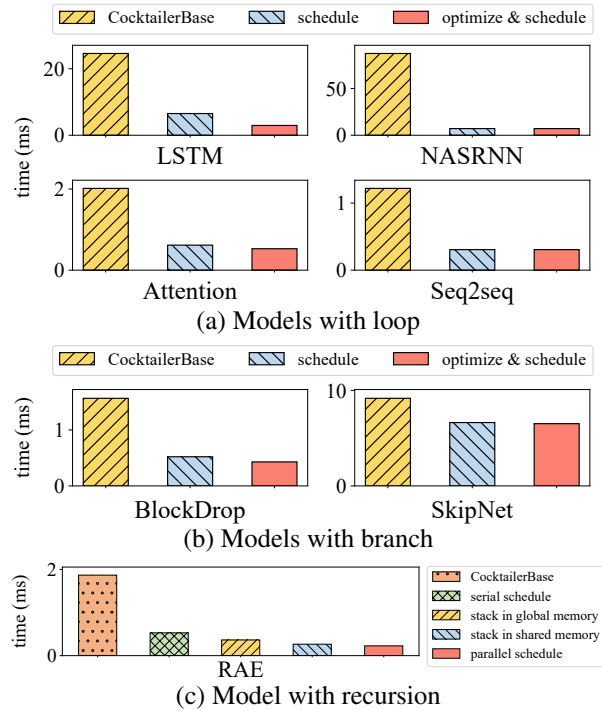 CocktailerBase schedule optimize & schedule
time (ms)
20
0
LSTM
50
0
NASRNN
2
0
Attention
1
0
Seq2seq
(a) Models with loop
CocktailerBase schedule optimize & schedule
time (ms)
1
0
BlockDrop
10
0
SkipNet
(b) Models with branch
time (ms)
2
0
RAE
CocktailerBase
serial schedule
stack in global memory
stack in shared memory
parallel schedule
(c) Model with recursion